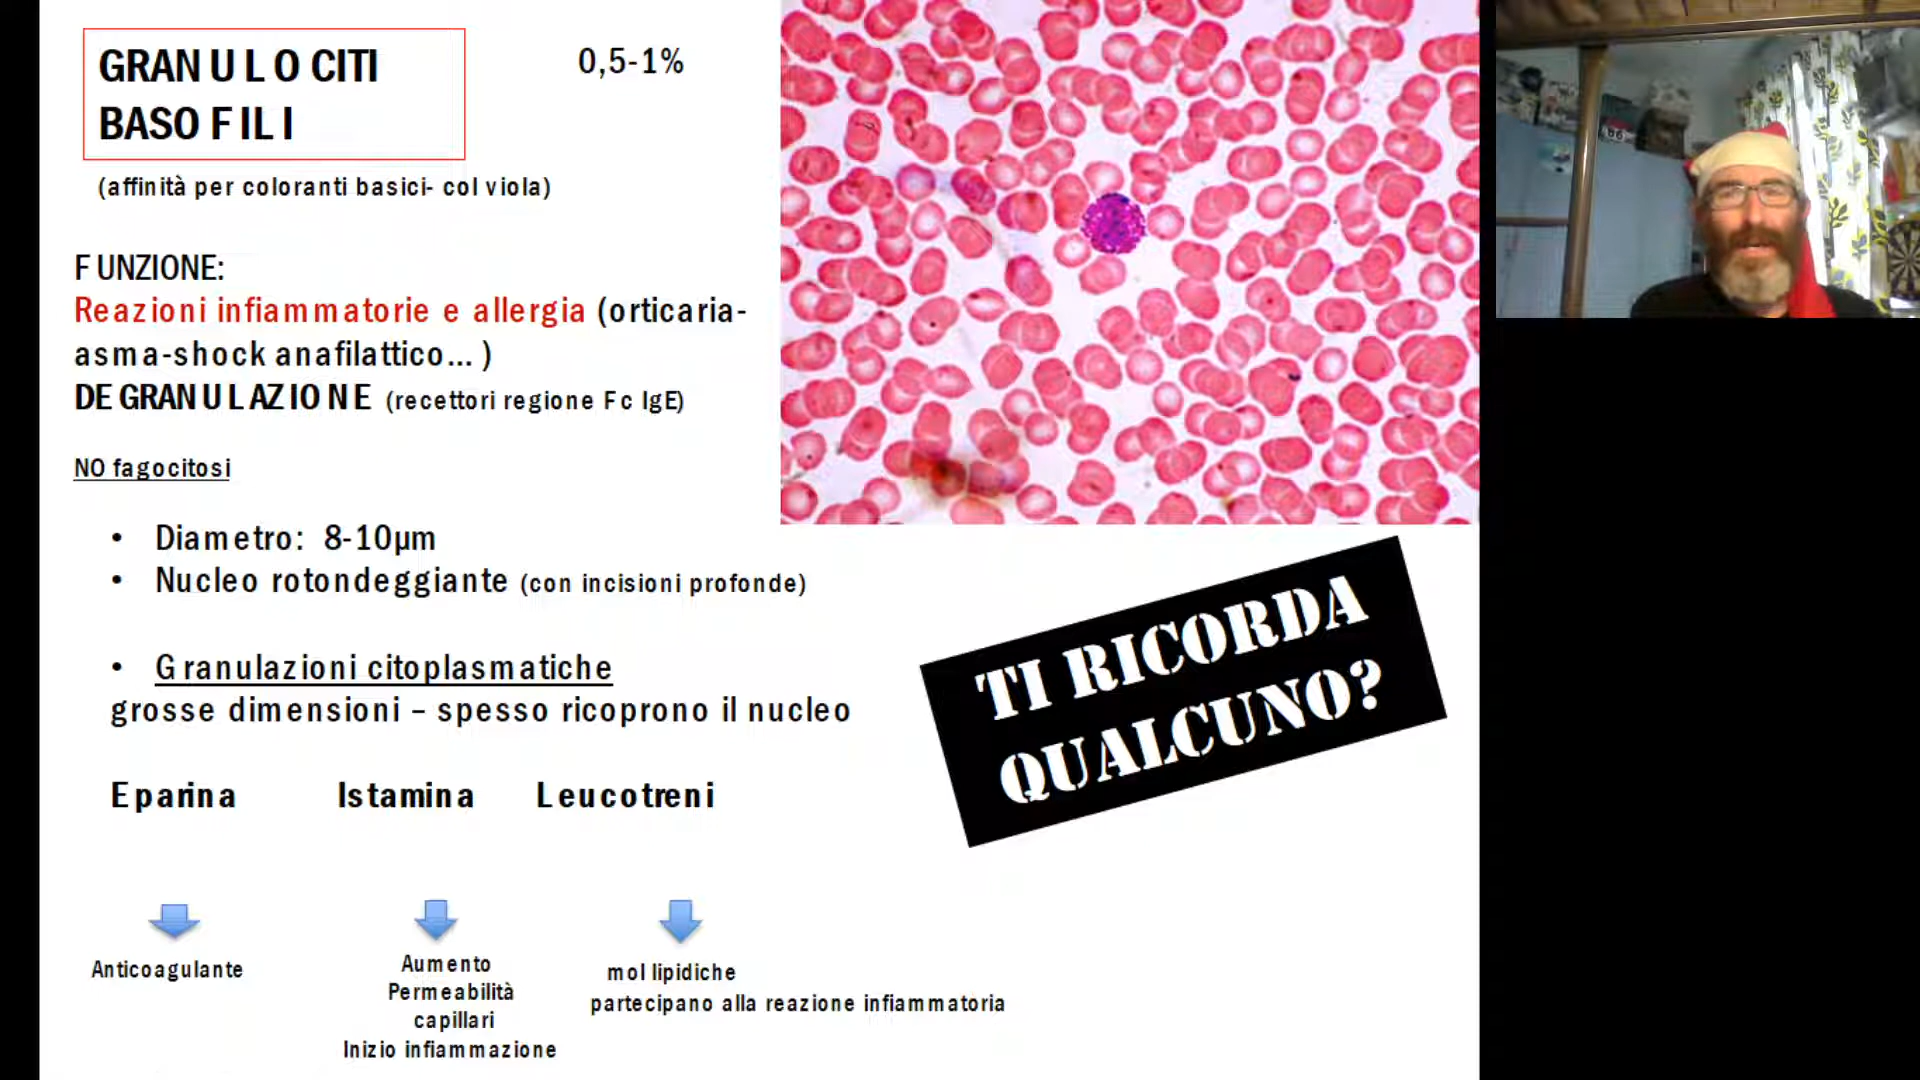 GRANULOCITI
BASOFILI
0,5-1%
(affinità per coloranti basici- col viola)
FUNZIONE:
Reazioni infiammatorie e allergia (orticaria-
asma-shock anafilattico... )
DEGRANULAZIONE (recettori regione Fc IgE)
NO fagocitosi
• Diametro: 8-10µm
• Nucleo rotondeggiante (con incisioni profonde)
• Granulazioni citoplasmatiche
grosse dimensioni – spesso ricoprono il nucleo
Eparina Istamina Leucotreni
Anticoagulante
Aumento
Permeabilità
capillari
Inizio infiammazione
mol lipidiche
partecipano alla reazione infiammatoria
TI RICORDA
QUALCUNO?